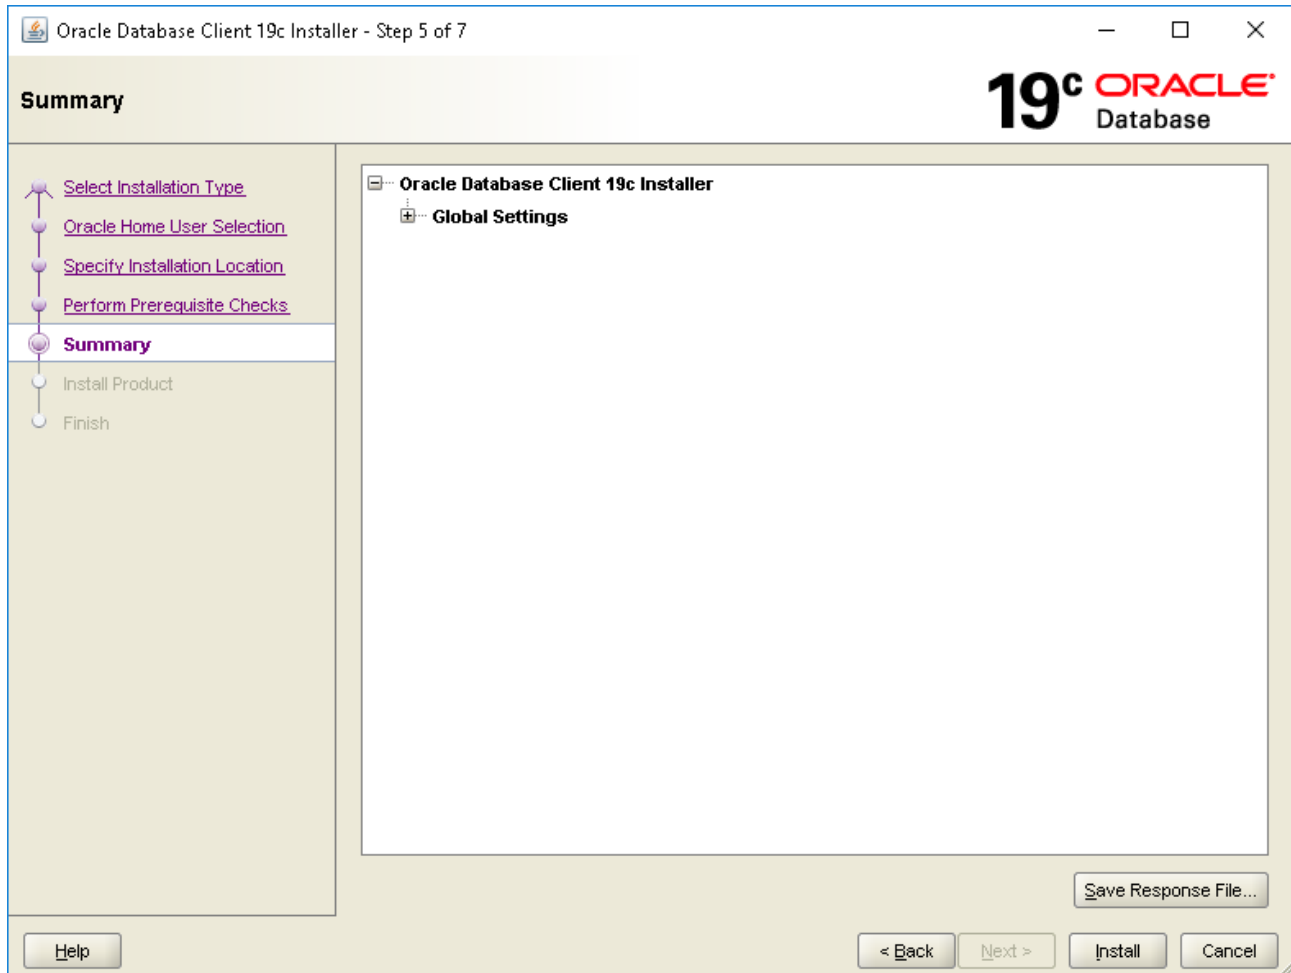 Oracle Database Client 19c Installer - Step 5 of 7
Summary
19c ORACLE
Database
Select Installation Type
Oracle Home User Selection
Specify Installation Location
Perform Prerequisite Checks
Summary
Install Product
Finish
Oracle Database Client 19c Installer
Global Settings
Save Response File...
Help
< Back
Next >
Install
Cancel